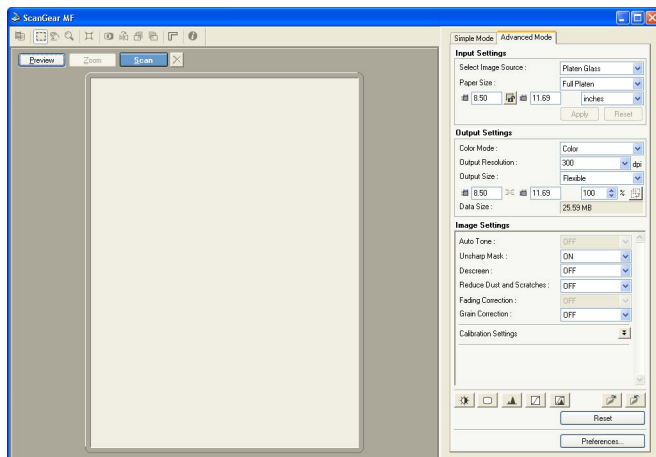 ScanGear MF
Preview Zoom Scan
Simple Mode Advanced Mode
Input Settings
Select Image Source : Platen Glass
Paper Size : Full Platen
8.50 11.69 inches
Apply Reset
Output Settings
Color Mode : Color
Output Resolution : 300 dpi
Output Size : Flexible
8.50 11.69 100 %
Data Size : 25.59 MB
Image Settings
Auto Tone : OFF
Unsharp Mask : ON
Descreen : OFF
Reduce Dust and Scratches : OFF
Fading Correction : OFF
Grain Correction : OFF
Calibration Settings
Reset
Preferences...